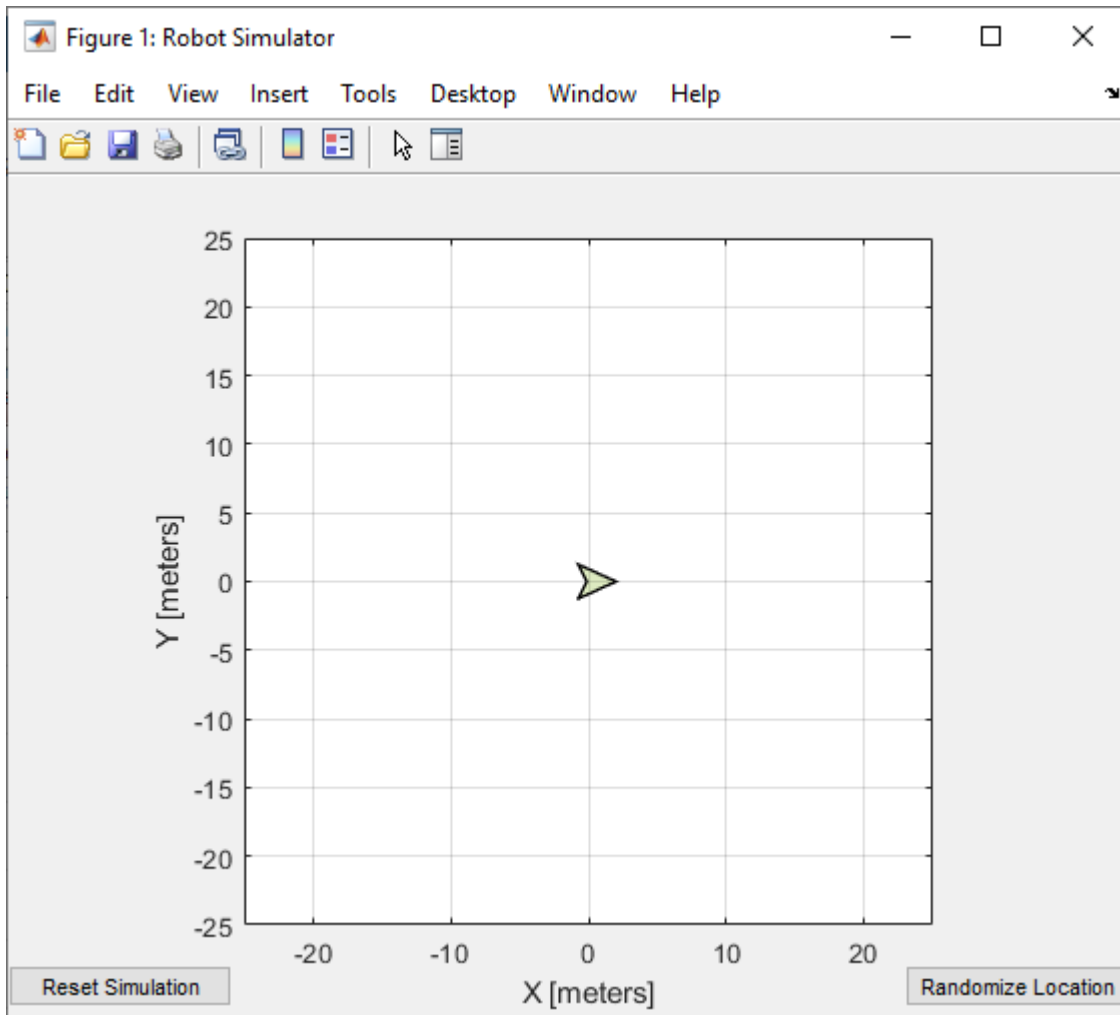 Figure 1: Robot Simulator
File Edit View Insert Tools Desktop Window Help
25
20
15
10
5
0
-5
-10
-15
-20
-25
Y [meters]
-20 -10 0 10 20
X [meters]
Reset Simulation
Randomize Location